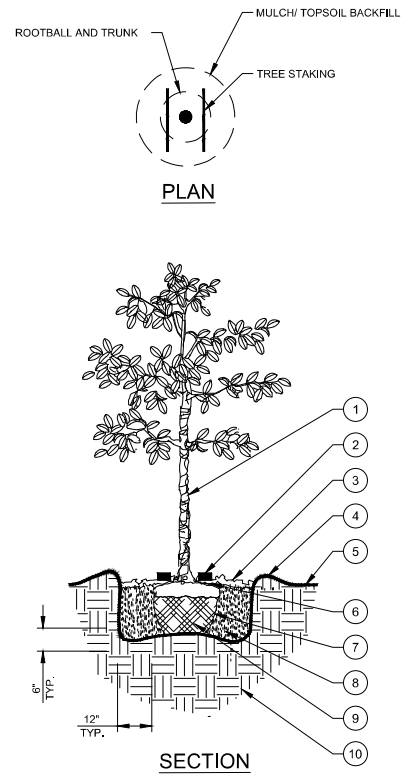 MULCH/ TOPSOIL BACKFILL
ROOTBALL AND TRUNK
TREE STAKING
PLAN
1
2
3
4
5
6
7
8
9
10
6"
TYP.
12"
TYP.
SECTION